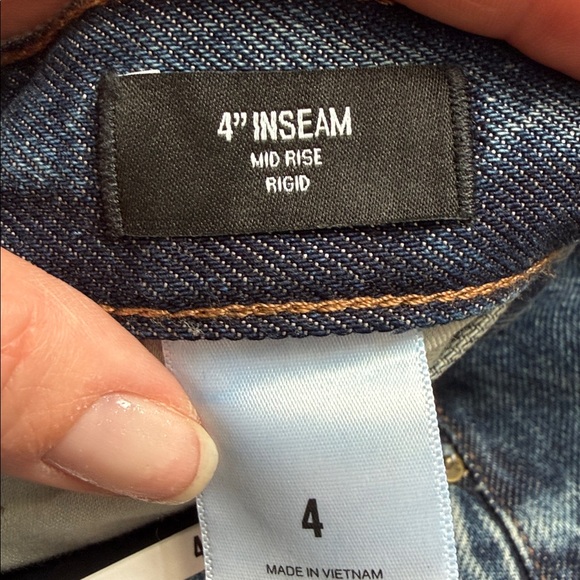 4” INSEAM
MID RISE
RIGID
4
MADE IN VIETNAM